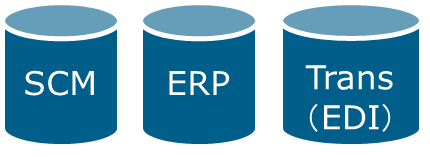 SCM
ERP
Trans
（EDI）